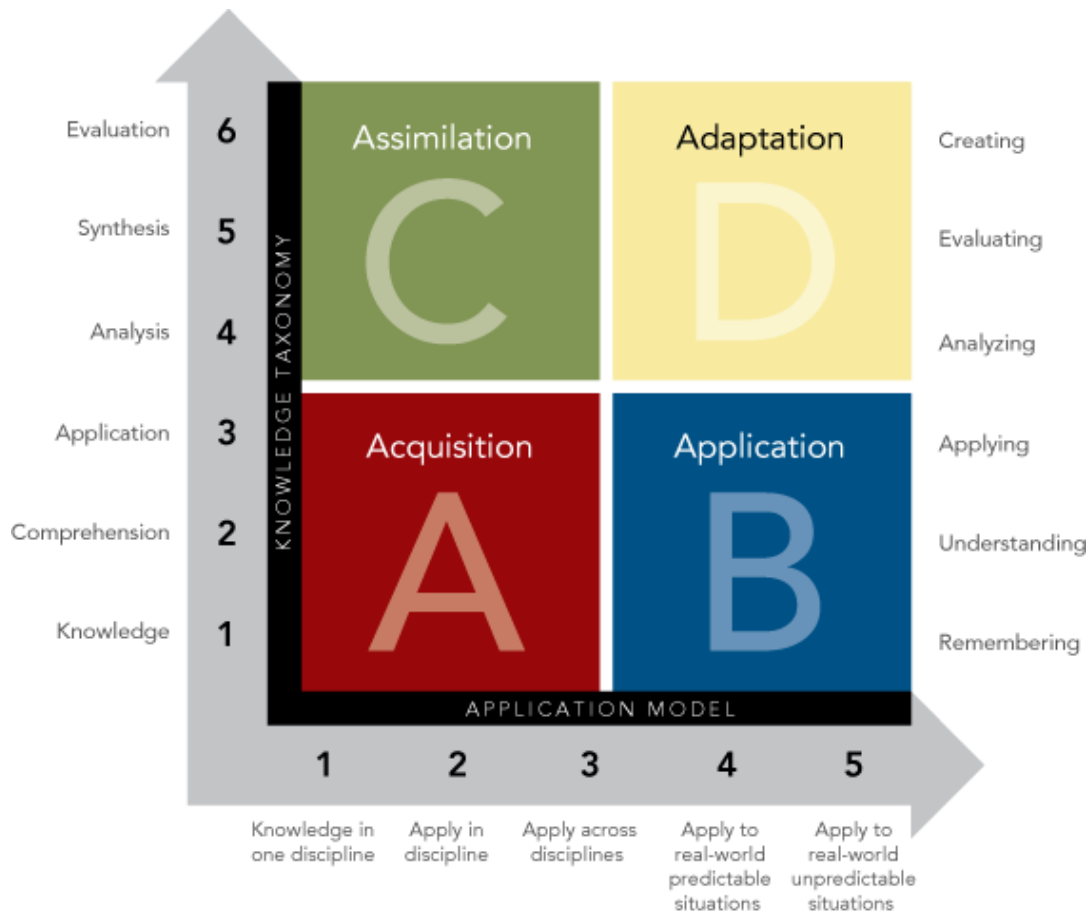 Evaluation
6
Assimilation
Adaptation
Creating
C
D
Synthesis
5
Evaluating
KNOWLEDGE TAXONOMY
Analysis
4
Analyzing
Application
3
Acquisition
Application
Applying
A
B
Comprehension
2
Understanding
Knowledge
1
Remembering
APPLICATION MODEL
1
2
3
4
5
Knowledge in
one discipline
Apply in
discipline
Apply across
disciplines
Apply to
real-world
predictable
situations
Apply to
real-world
unpredictable
situations